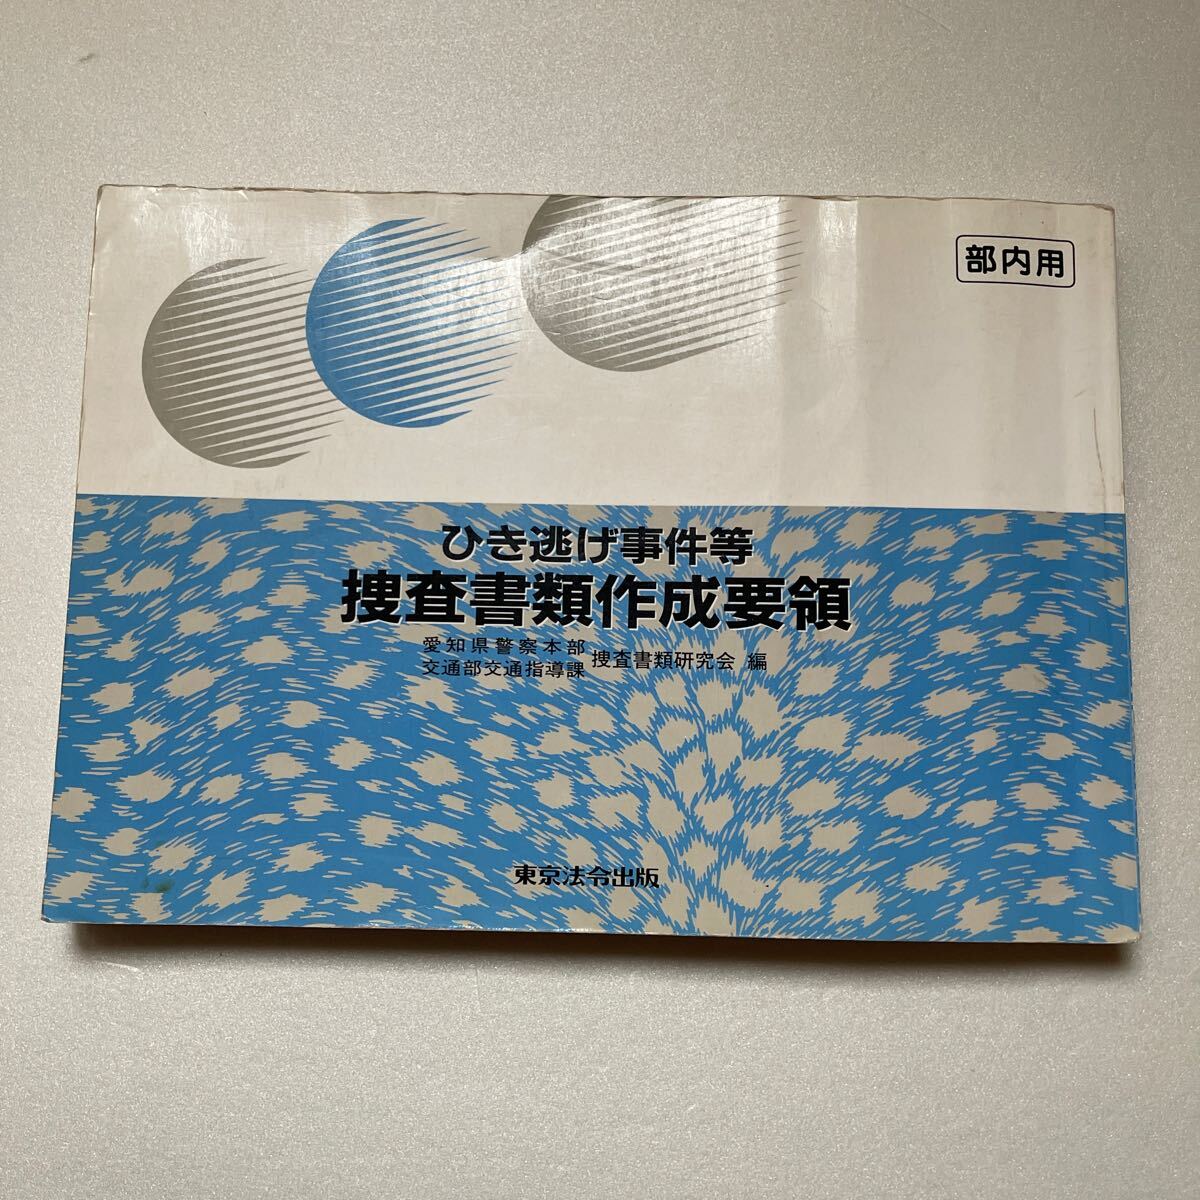 部内用
ひき逃げ事件等
捜査書類作成要領
愛知県警察本部
交通部交通指導課
捜査書類研究会 編
東京法令出版